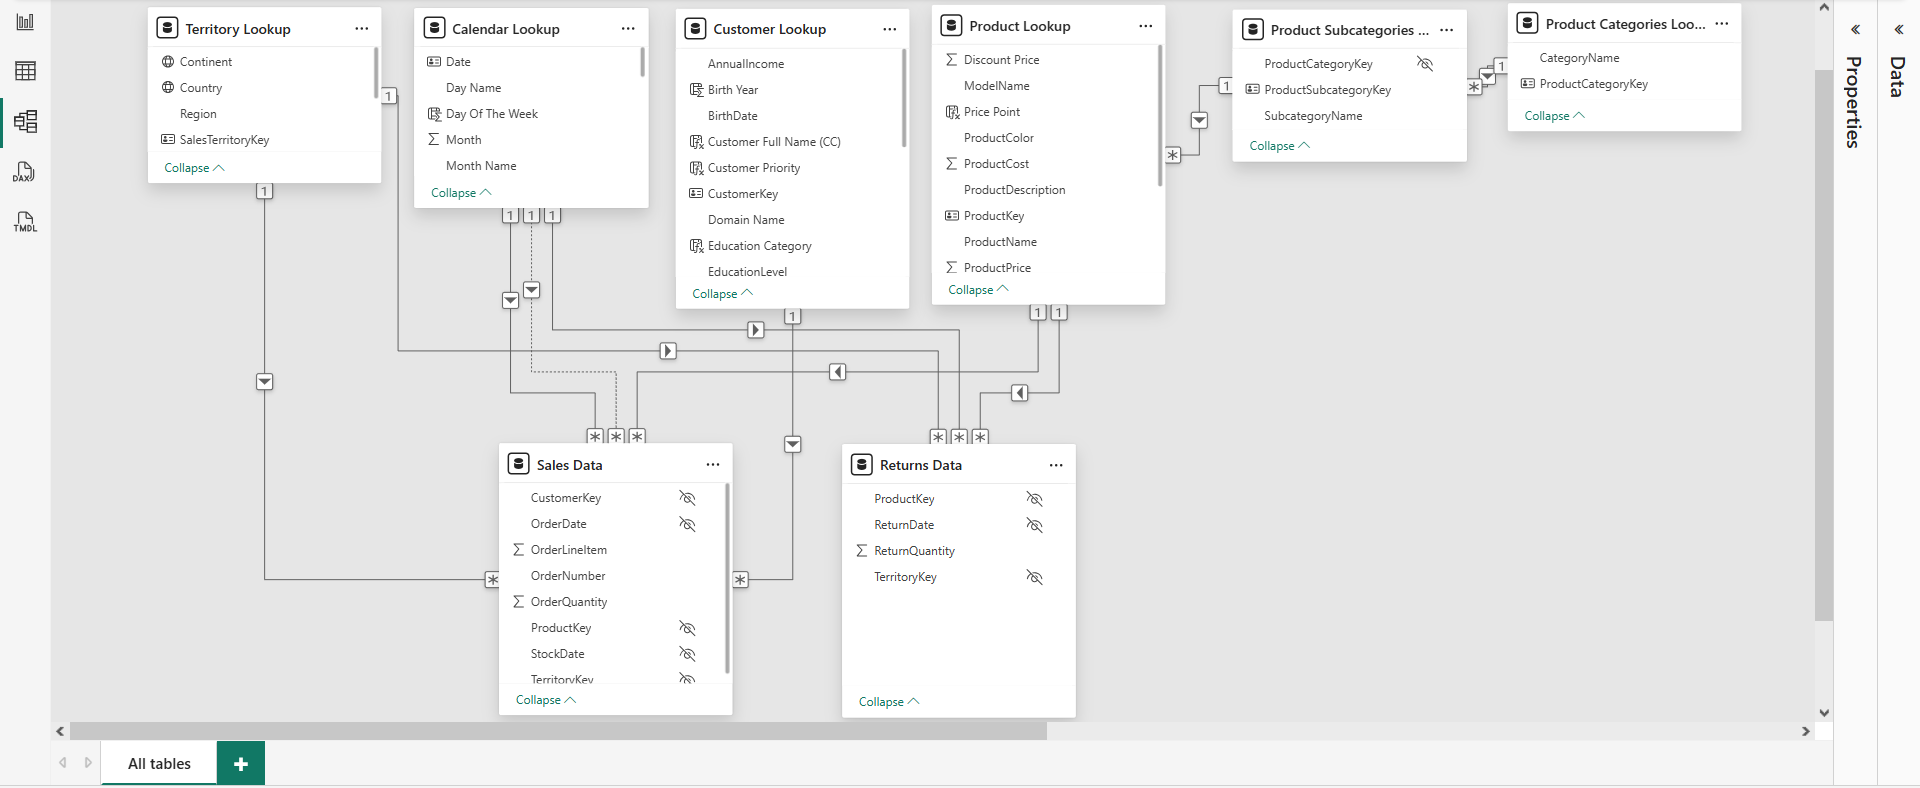 DAX
TMDL
Territory Lookup
Continent
Country
Region
SalesTerritoryKey
Collapse
Calendar Lookup
Date
Day Name
Day Of The Week
Month
Month Name
Collapse
Customer Lookup
AnnualIncome
Birth Year
BirthDate
Customer Full Name (CC)
Customer Priority
CustomerKey
Domain Name
Education Category
EducationLevel
Collapse
Product Lookup
Discount Price
ModelName
Price Point
ProductColor
ProductCost
ProductDescription
ProductKey
ProductName
ProductPrice
Collapse
Product Subcategories ...
ProductCategoryKey
ProductSubcategoryKey
SubcategoryName
Collapse
Product Categories Loo...
CategoryName
ProductCategoryKey
Collapse
1
1
1
1
1
1
1
1
1
1
Sales Data
CustomerKey
OrderDate
OrderLineItem
OrderNumber
OrderQuantity
ProductKey
StockDate
TerritoryKey
Collapse
Returns Data
ProductKey
ReturnDate
ReturnQuantity
TerritoryKey
Collapse
Properties
Data
All tables